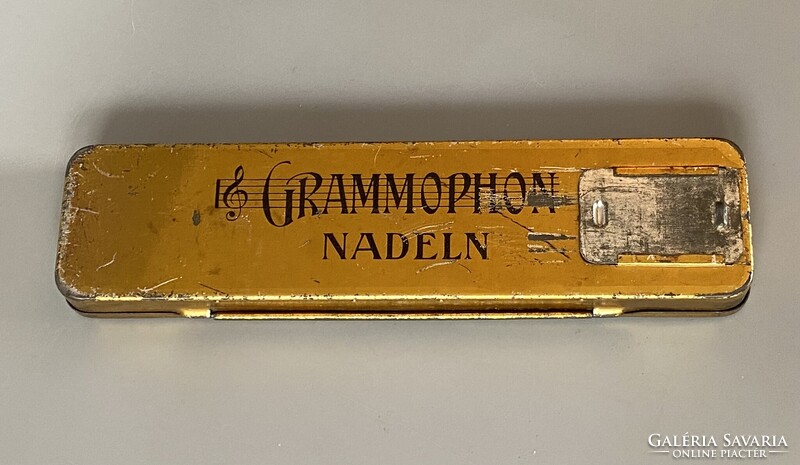 GRAMMOPHON
NADELN
GALÉRIA SAVARIA
ONLINE PIACTÉR